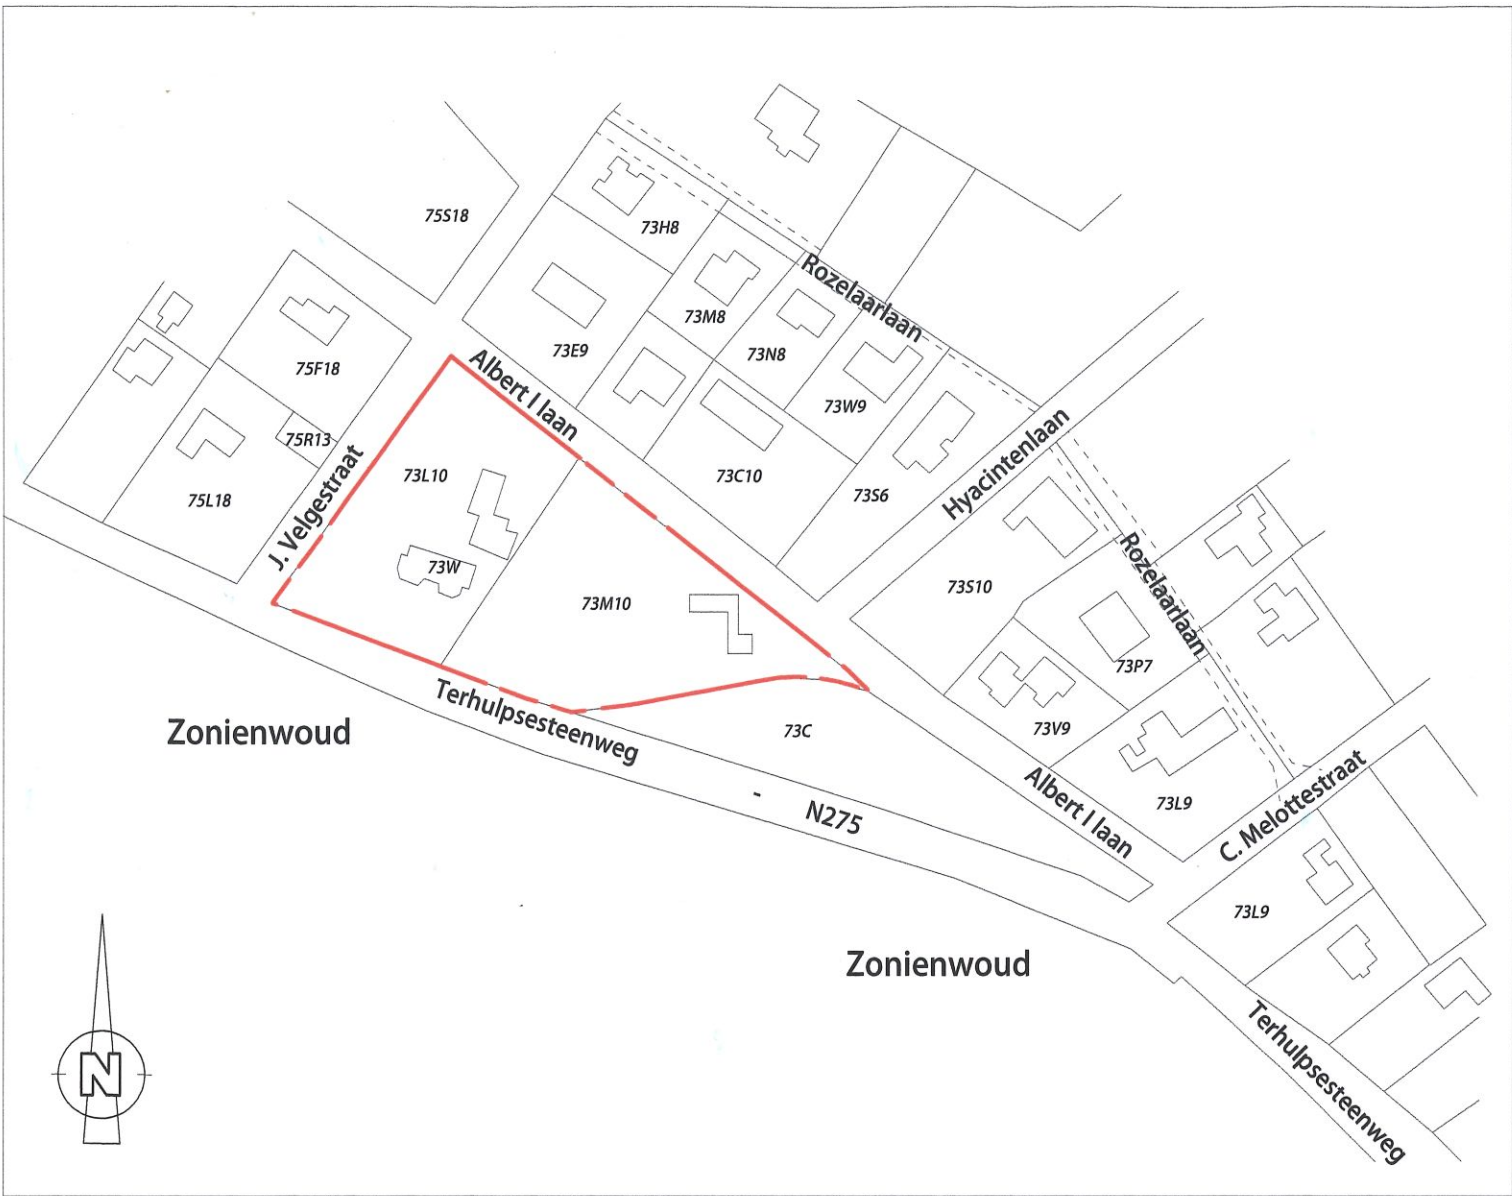 75S18
73H8
Rozelaarlaan
73M8
73E9
73N8
75F18
Albert I laan
73W9
75R13
Hyacintenlaan
73L10
73C10
75L18
73S6
J. Velgestraat
73W
73S10
Rozelaarlaan
73M10
73P7
Zonienwoud
Terhulpsesteenweg - N275
73C
73V9
Albert I laan
73L9
C. Melottestraat
73L9
Zonienwoud
N
Terhulpsesteenweg